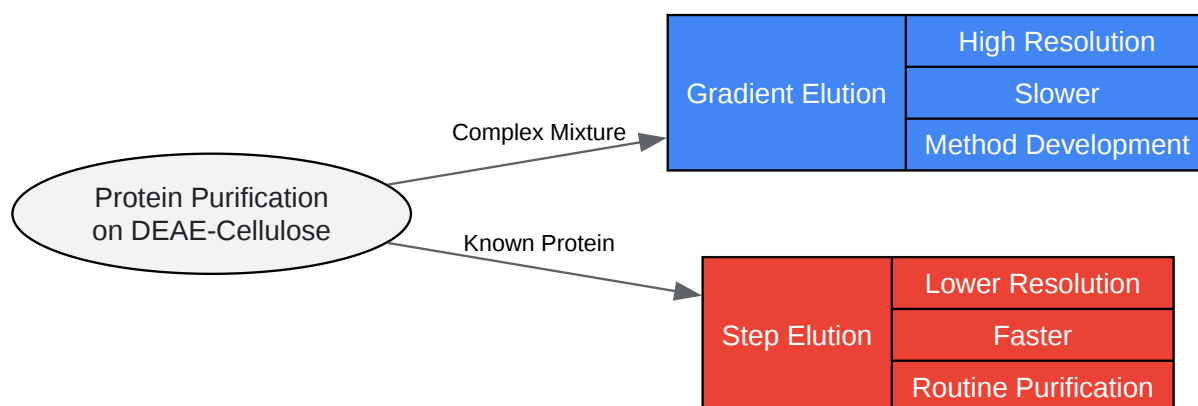 Protein Purification
on DEAE-Cellulose
Complex Mixture
Known Protein
Gradient Elution
High Resolution
Slower
Method Development
Step Elution
Lower Resolution
Faster
Routine Purification